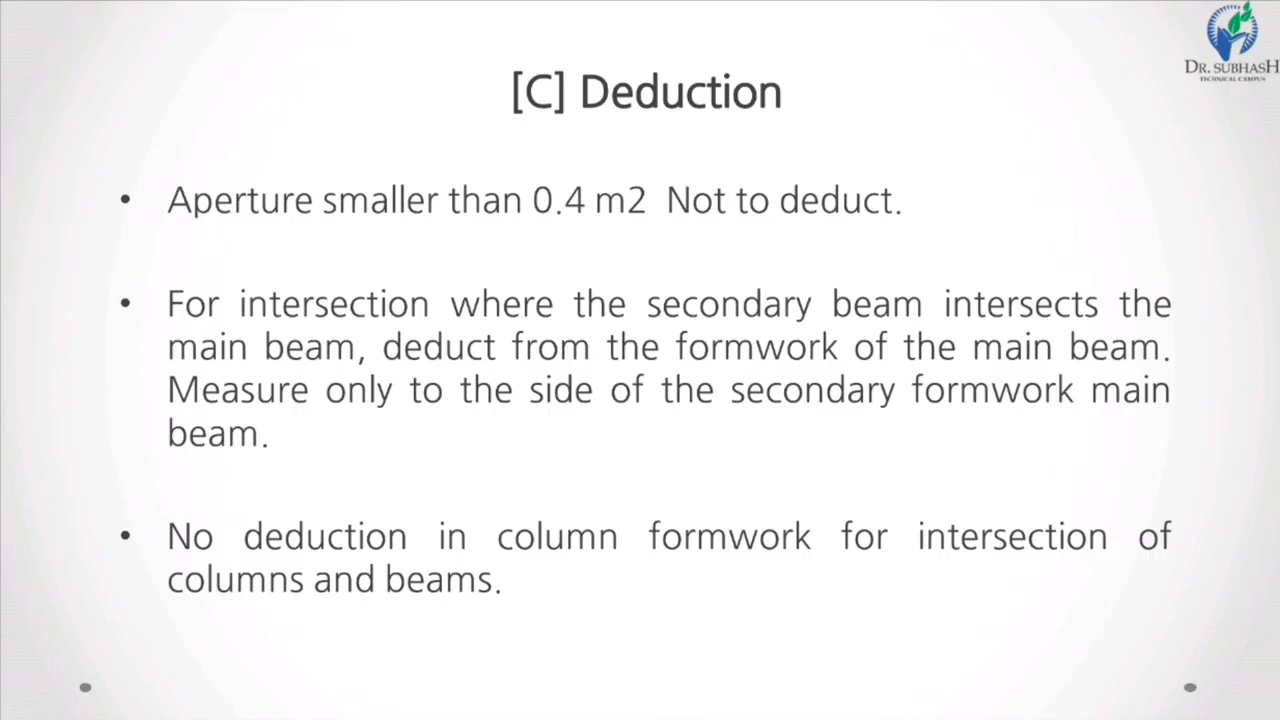 DR. SUBHASH
TECHNICAL CAMPUS
[C] Deduction
• Aperture smaller than 0.4 m2  Not to deduct.
• For intersection where the secondary beam intersects the
main beam, deduct from the formwork of the main beam.
Measure only to the side of the secondary formwork main
beam.
• No deduction in column formwork for intersection of
columns and beams.